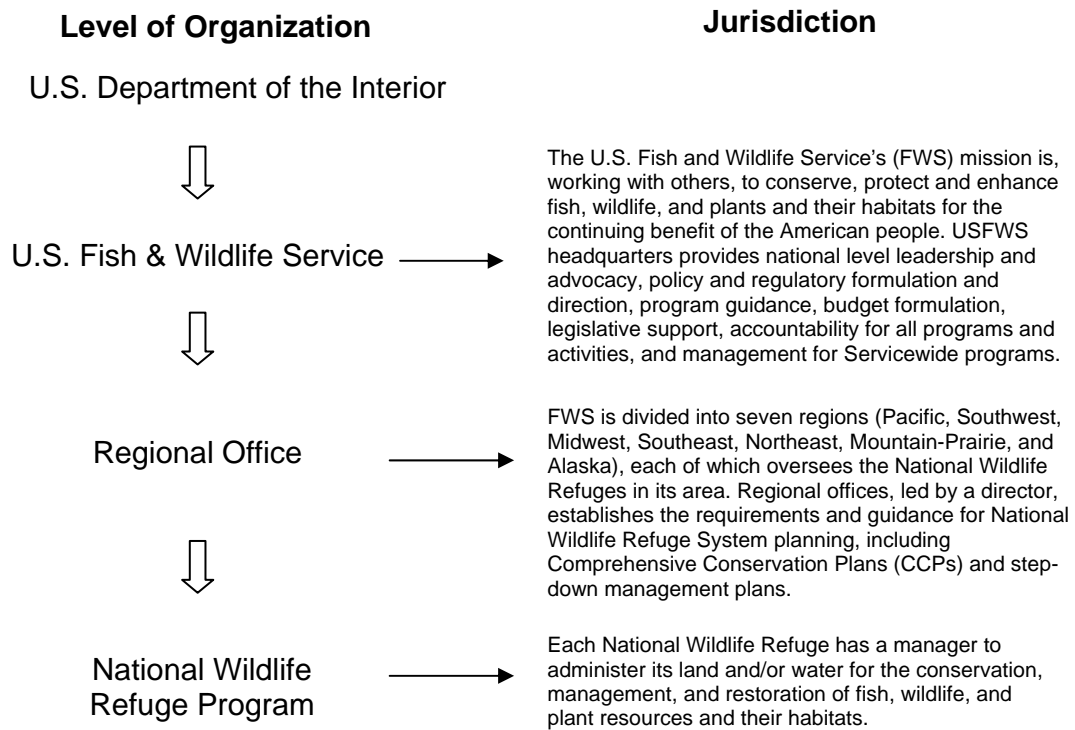 Level of Organization
Jurisdiction
U.S. Department of the Interior
U.S. Fish & Wildlife Service
The U.S. Fish and Wildlife Service's (FWS) mission is,
working with others, to conserve, protect and enhance
fish, wildlife, and plants and their habitats for the
continuing benefit of the American people. USFWS
headquarters provides national level leadership and
advocacy, policy and regulatory formulation and
direction, program guidance, budget formulation,
legislative support, accountability for all programs and
activities, and management for Servicewide programs.
Regional Office
FWS is divided into seven regions (Pacific, Southwest,
Midwest, Southeast, Northeast, Mountain-Prairie, and
Alaska), each of which oversees the National Wildlife
Refuges in its area. Regional offices, led by a director,
establishes the requirements and guidance for National
Wildlife Refuge System planning, including
Comprehensive Conservation Plans (CCPs) and step-
down management plans.
National Wildlife
Refuge Program
Each National Wildlife Refuge has a manager to
administer its land and/or water for the conservation,
management, and restoration of fish, wildlife, and
plant resources and their habitats.